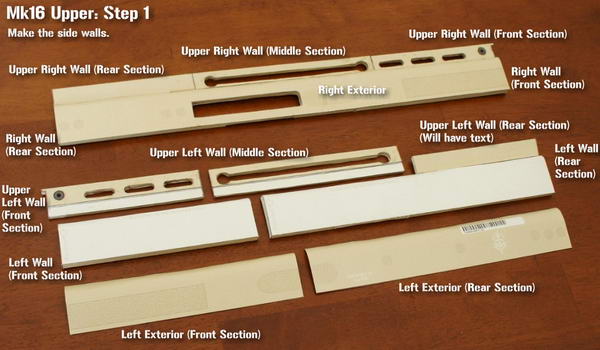 Mk16 Upper: Step 1
Make the side walls.
Upper Right Wall (Front Section)
Upper Right Wall (Middle Section)
Upper Right Wall (Rear Section)
Right Wall
(Front
Section)
Right Exterior
Right Wall
(Rear
Section)
Upper Left Wall (Rear Section)
(Will have text)
Upper Left Wall (Middle Section)
Left Wall
(Rear
Section)
Upper
Left Wall
(Front
Section)
Left Wall
(Front
Section)
Left Exterior (Rear Section)
Left Exterior (Front Section)